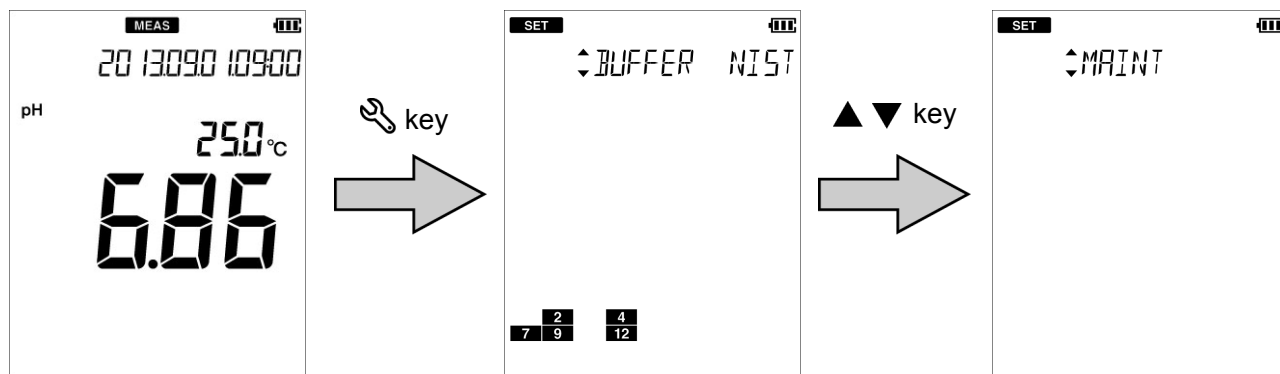 MEAS
2013.09.01.09:00
pH
25.0 °C
6.86
key
SET
BUFFER NIST
2 4
7 9 12
▲ ▼ key
SET
MAINT